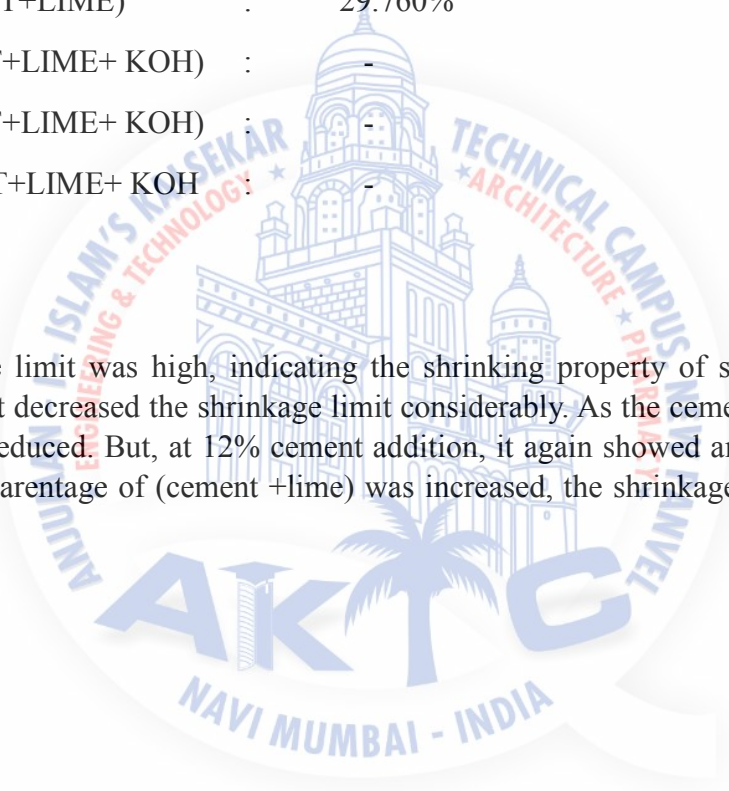 T+LIME) : 29.760%
+LIME+ KOH) : -
+LIME+ KOH) : -
T+LIME+ KOH : -
limit was high, indicating the shrinking property of s
t decreased the shrinkage limit considerably. As the ceme
educed. But, at 12% cement addition, it again showed a
arentage of (cement +lime) was increased, the shrinkage
ANJUMAN - I - ISLAM'S KALSEKAR TECHNICAL CAMPUS NEW PANVEL
ENGINEERING & TECHNOLOGY ★ ★ ARCHITECTURE ★ PHARMACY
AKTC
NAVI MUMBAI - INDIA